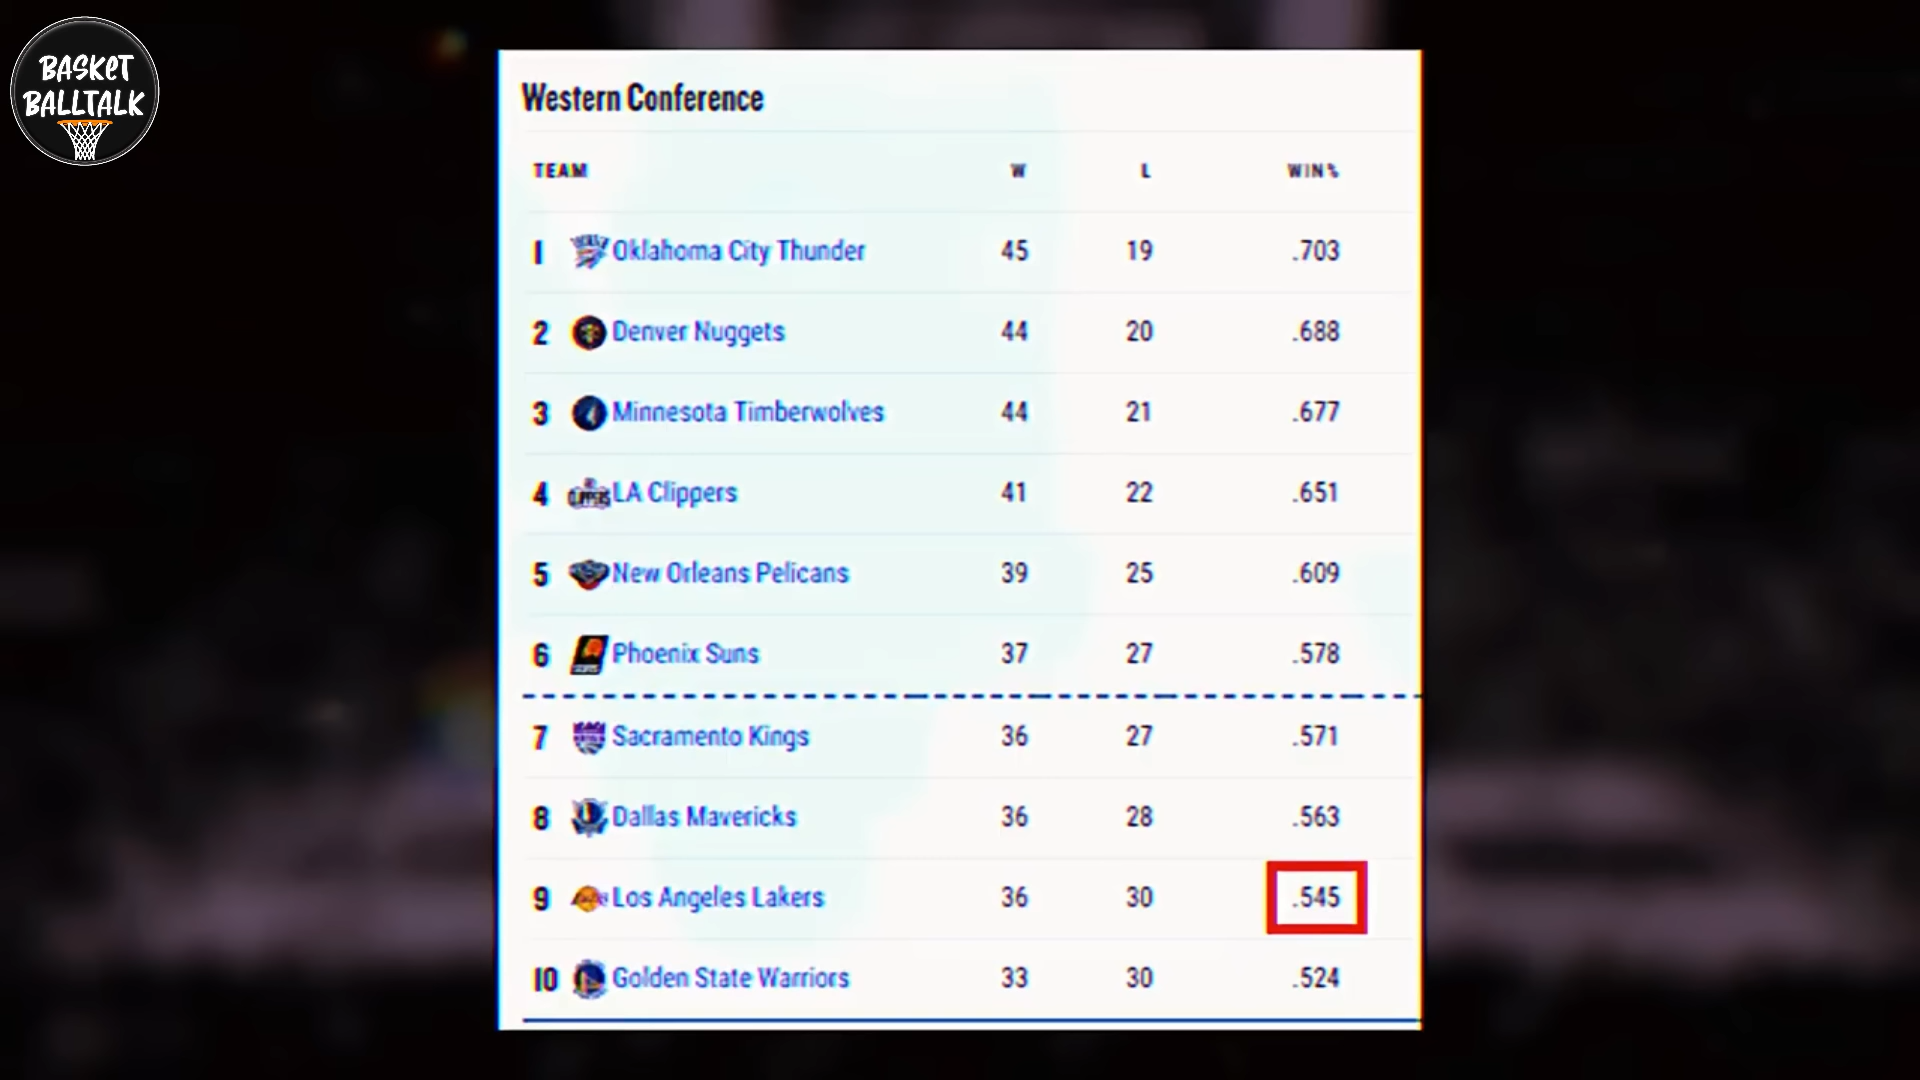 BASKET
BALLTALK
Western Conference
TEAM W L WIN%
1 Oklahoma City Thunder 45 19 .703
2 Denver Nuggets 44 20 .688
3 Minnesota Timberwolves 44 21 .677
4 CLIPPERS LA Clippers 41 22 .651
5 New Orleans Pelicans 39 25 .609
6 Phoenix Suns 37 27 .578
7 Sacramento Kings 36 27 .571
8 Dallas Mavericks 36 28 .563
9 Los Angeles Lakers 36 30 .545
10 Golden State Warriors 33 30 .524